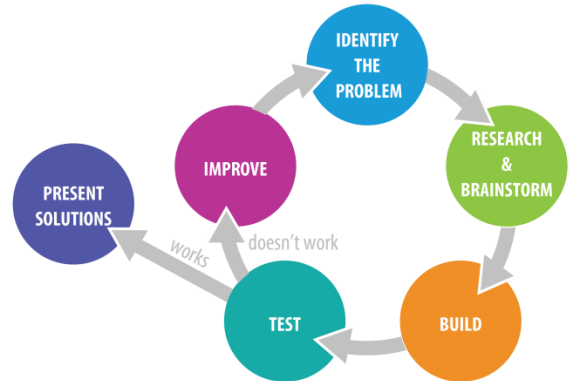 IDENTIFY
THE
PROBLEM
RESEARCH
&
BRAINSTORM
IMPROVE
PRESENT
SOLUTIONS
works
doesn't work
TEST
BUILD